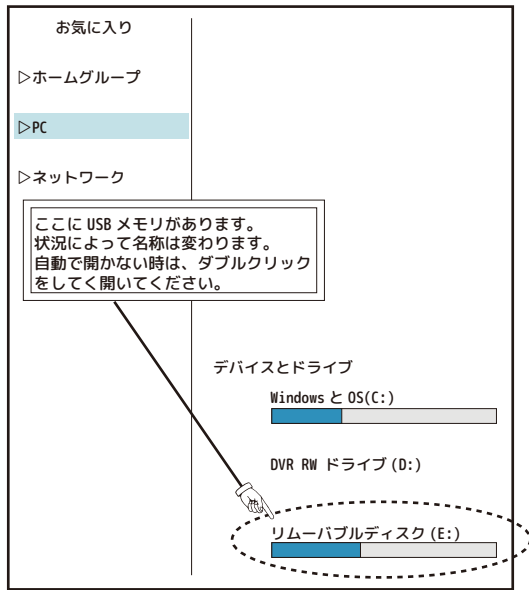 お気に入り
▷ホームグループ
▷PC
▷ネットワーク
ここに USB メモリがあります。
状況によって名称は変わります。
自動で開かない時は、ダブルクリック
をしてく開いてください。
デバイスとドライブ
Windows と OS(C:)
DVR RW ドライブ (D:)
リムーバブルディスク (E:)